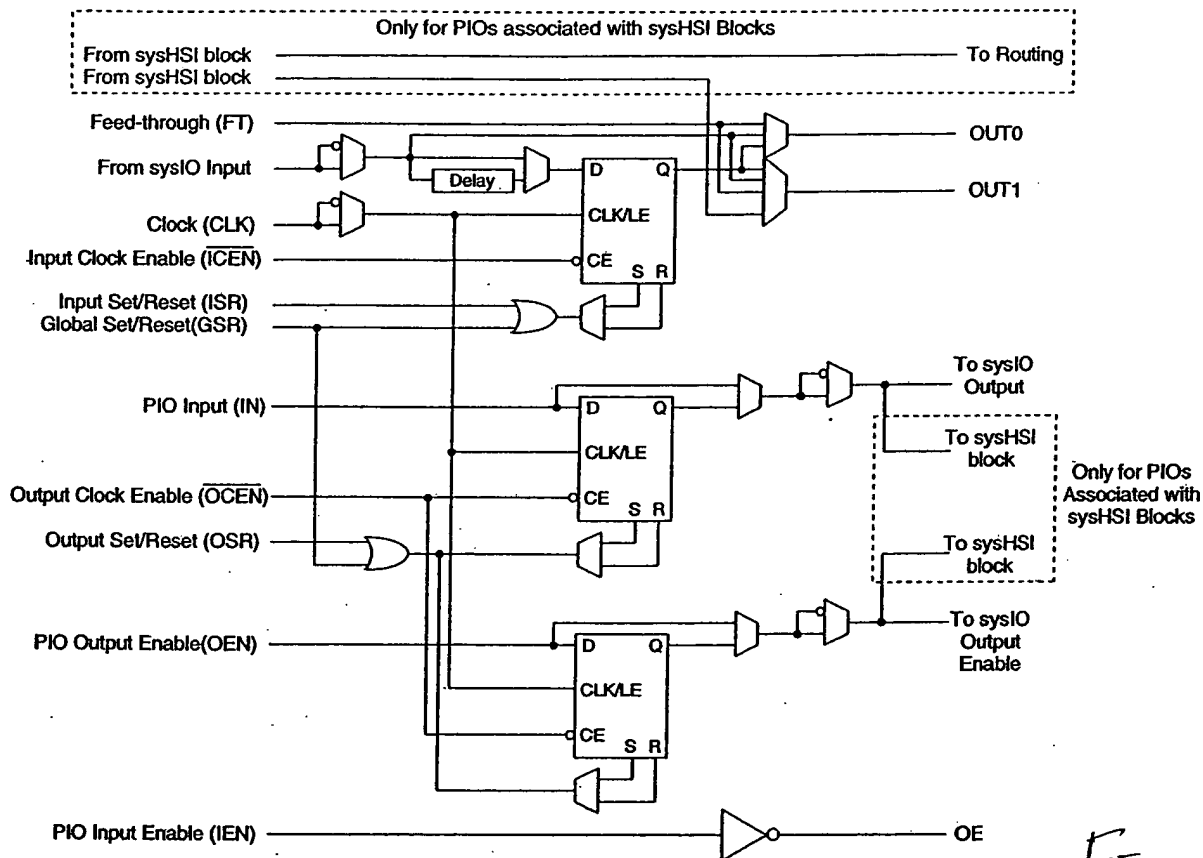 Only for PIOs associated with sysHSI Blocks
From sysHSI block
To Routing
From sysHSI block
Feed-through (FT)
OUT0
From sysIO Input
Delay
D
Q
OUT1
Clock (CLK)
CLK/LE
Input Clock Enable (ICEN)
CE
S R
Input Set/Reset (ISR)
Global Set/Reset(GSR)
To sysIO
Output
PIO Input (IN)
D
Q
To sysHSI
block
CLK/LE
Only for PIOs
Associated with
sysHSI Blocks
Output Clock Enable (OCEN)
CE
S R
Output Set/Reset (OSR)
To sysHSI
block
PIO Output Enable(OEN)
D
Q
To sysIO
Output
Enable
CLK/LE
CE
S R
PIO Input Enable (IEN)
OE